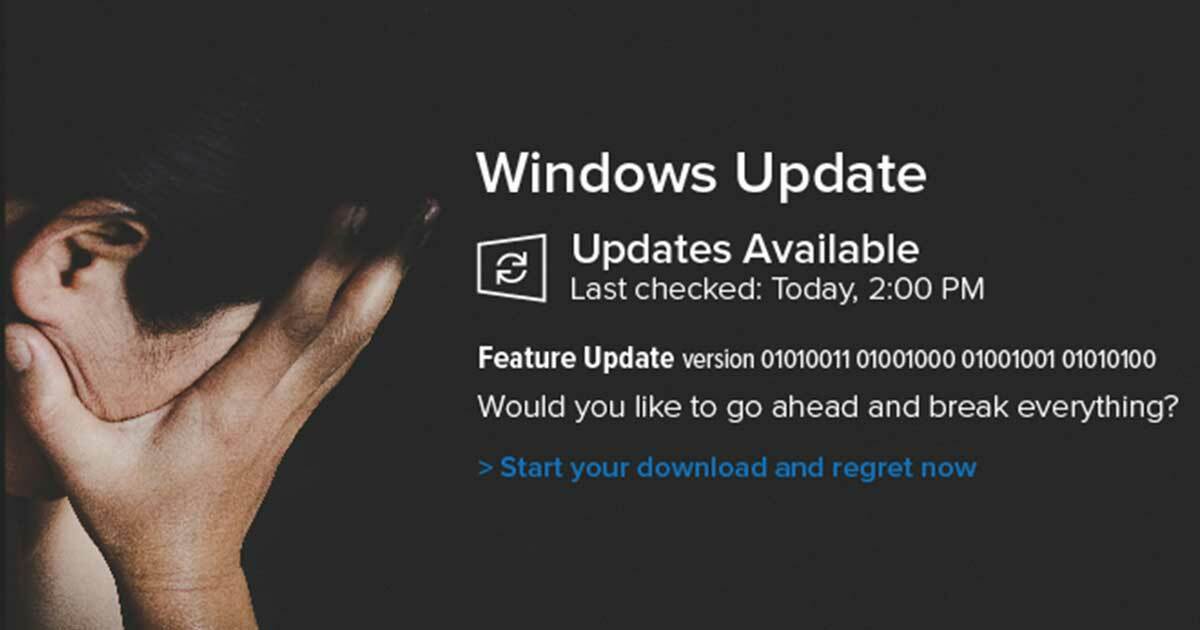 Windows Update
Updates Available
Last checked: Today, 2:00 PM
Feature Update version 01010011 01001000 01001001 01010100
Would you like to go ahead and break everything?
> Start your download and regret now